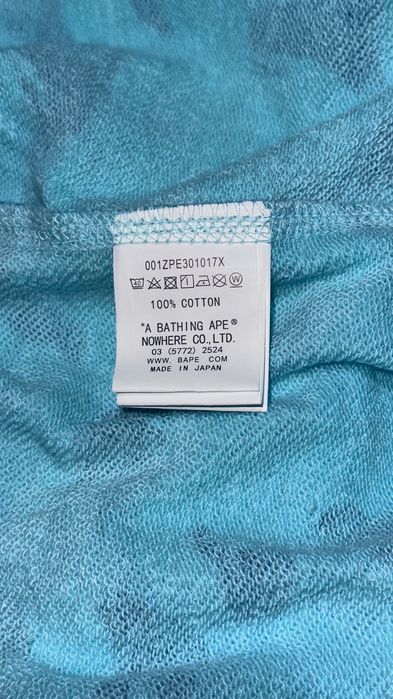 001ZPE301017X
100% COTTON
"A BATHING APE®
NOWHERE CO.,LTD.
03 (5772) 2524
WWW. BAPE. COM
MADE IN JAPAN